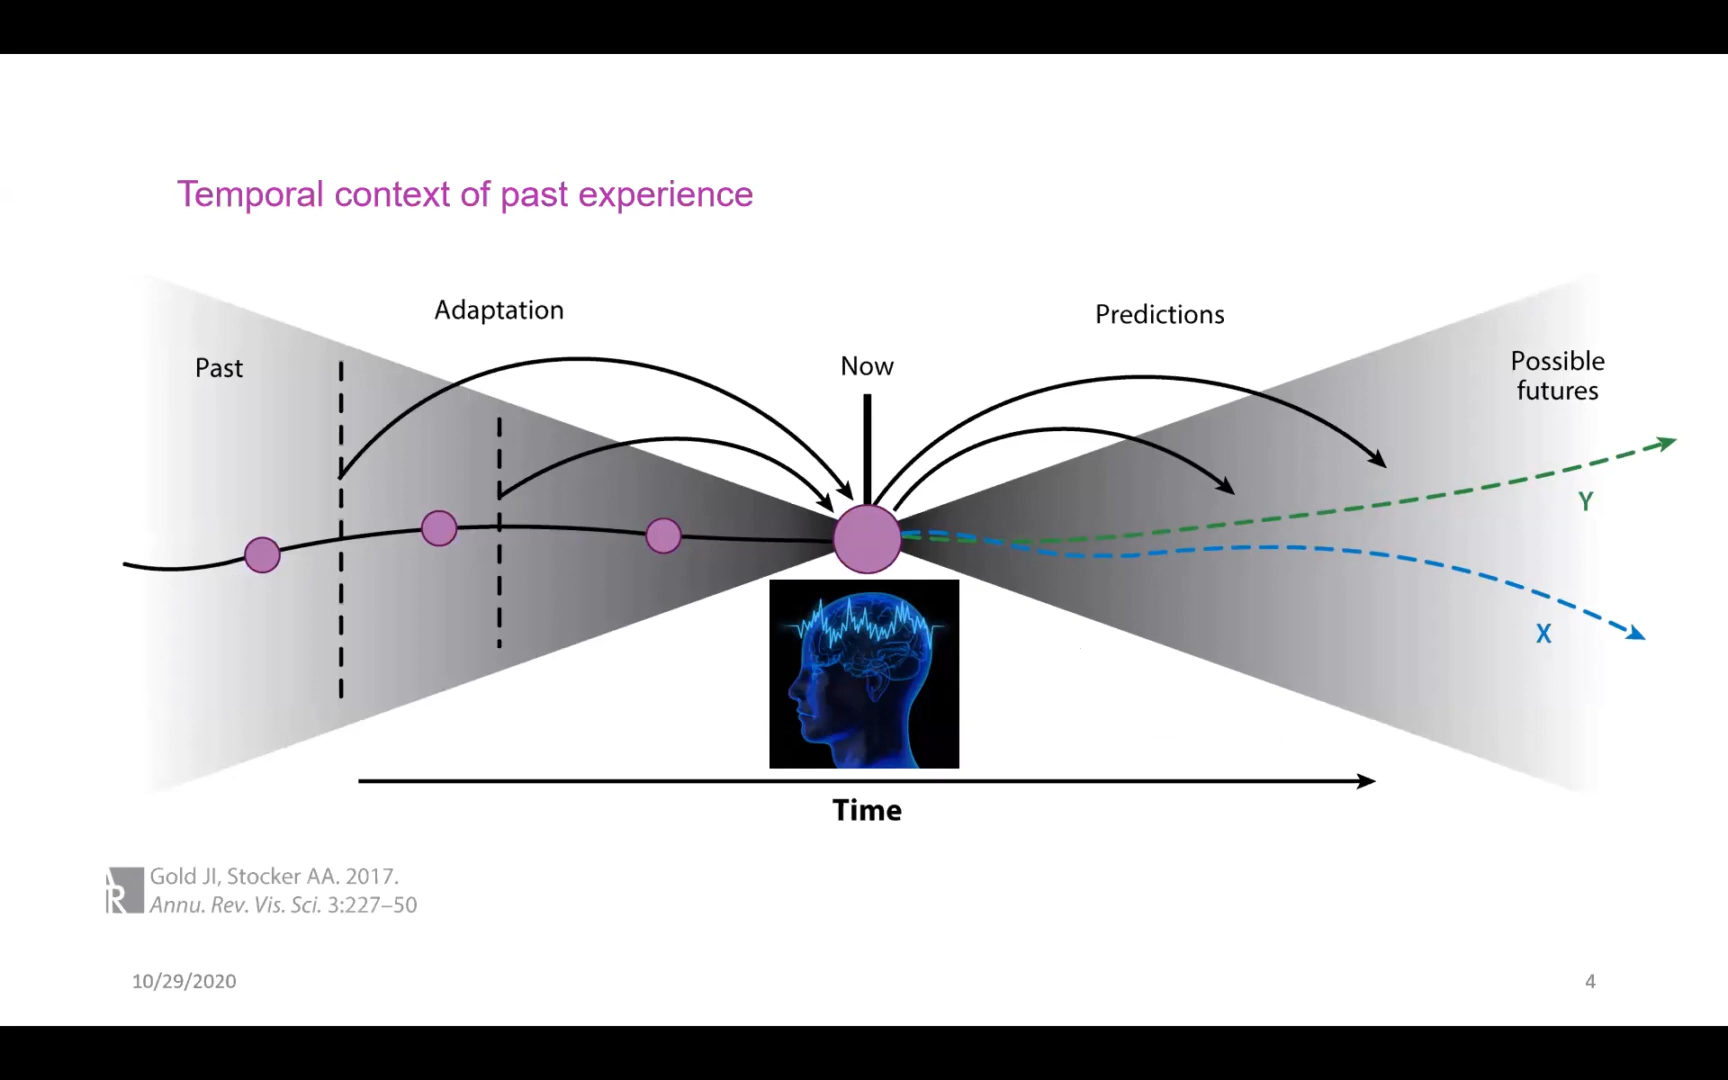 Temporal context of past experience
Adaptation
Predictions
Past
Now
Possible
futures
Y
X
Time
AR
Gold JI, Stocker AA. 2017.
Annu. Rev. Vis. Sci. 3:227–50
10/29/2020
4